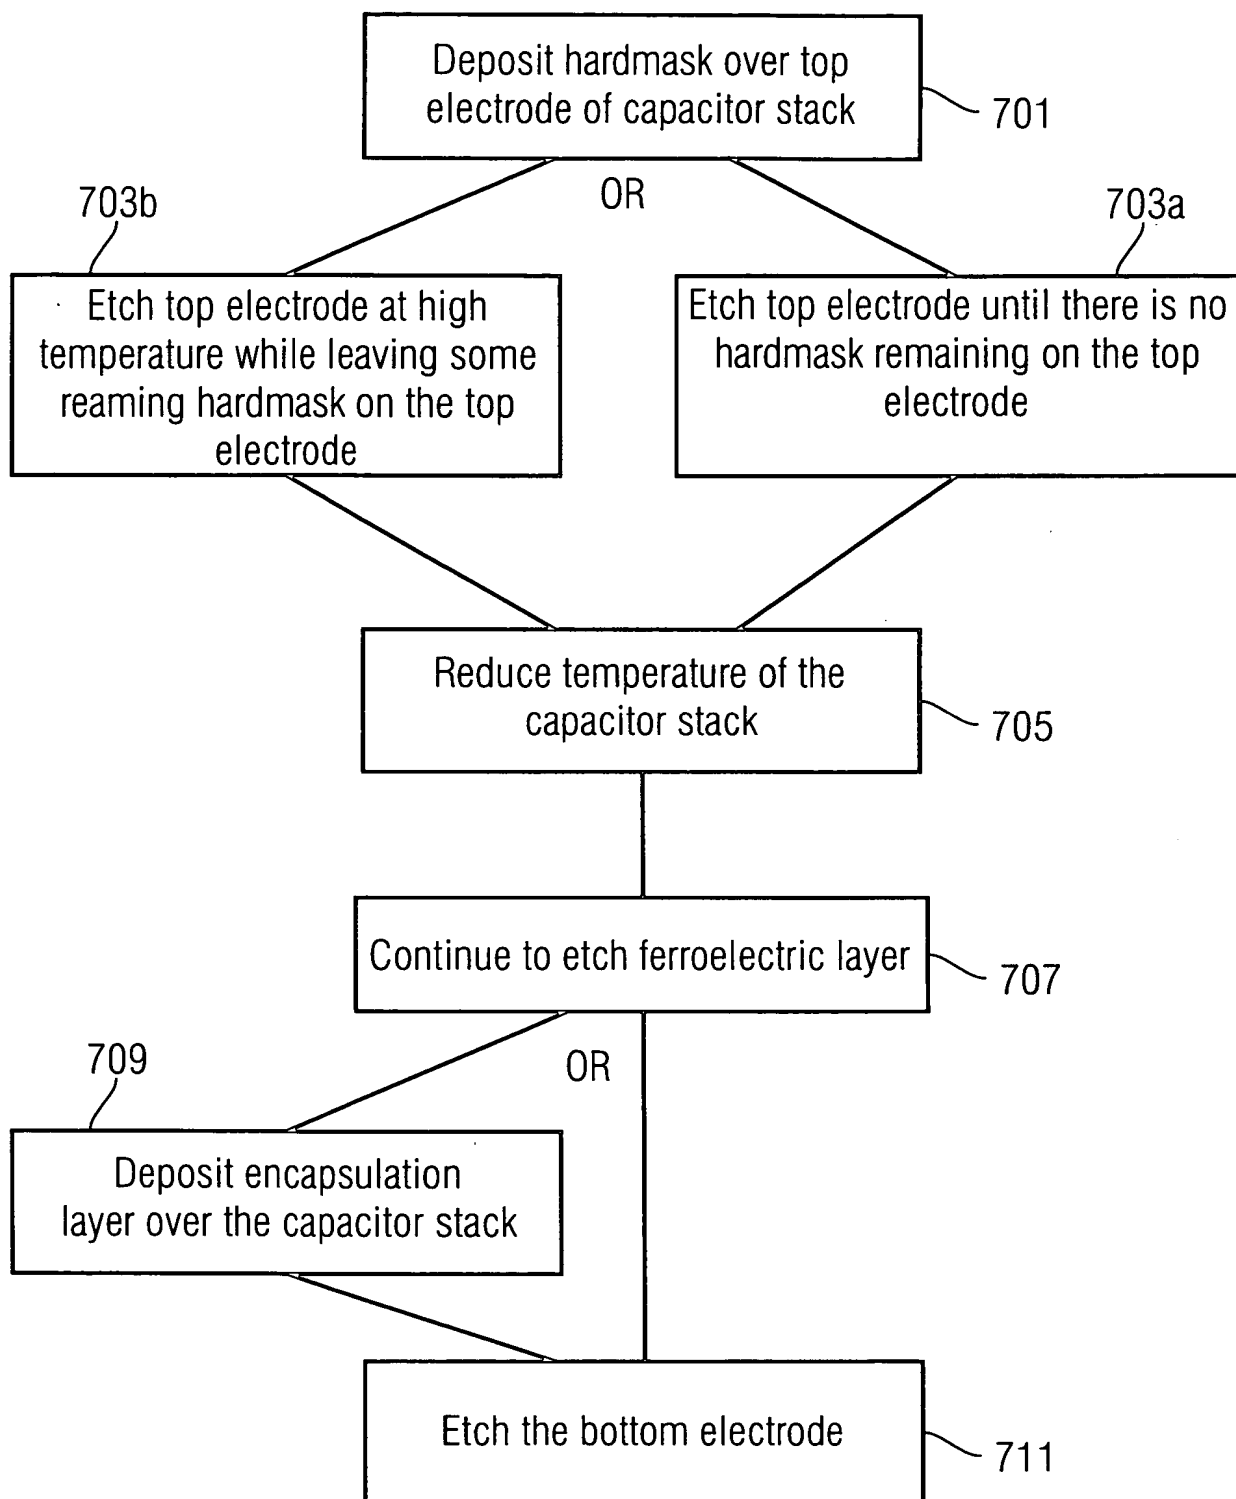 Deposit hardmask over top
electrode of capacitor stack
701
OR
703b
703a
Etch top electrode at high
temperature while leaving some
reaming hardmask on the top
electrode
Etch top electrode until there is no
hardmask remaining on the top
electrode
Reduce temperature of the
capacitor stack
705
Continue to etch ferroelectric layer
707
OR
709
Deposit encapsulation
layer over the capacitor stack
Etch the bottom electrode
711